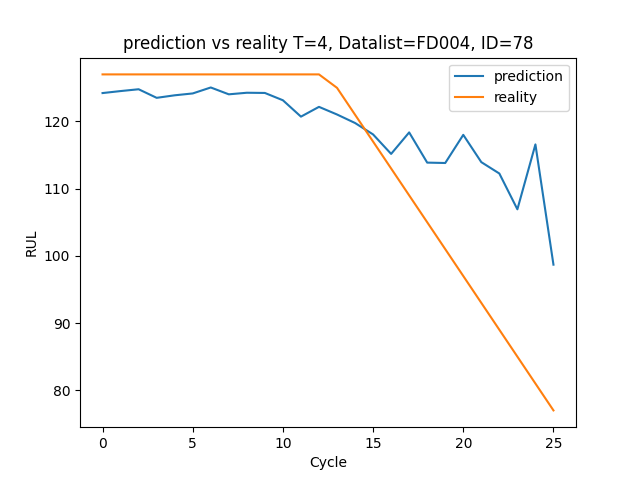 prediction vs reality T=4, Datalist=FD004, ID=78
prediction
reality
RUL
120
110
100
90
80
0 5 10 15 20 25
Cycle